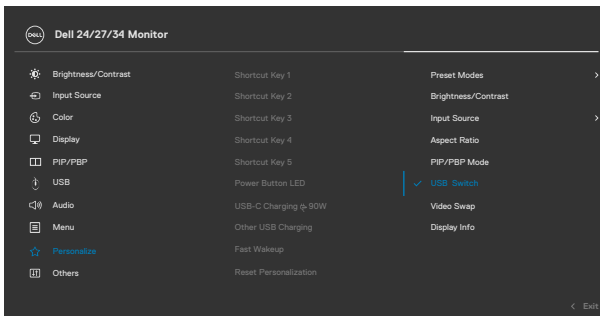 DELL
Dell 24/27/34 Monitor
Brightness/Contrast
Input Source
Color
Display
PIP/PBP
USB
Audio
Menu
Personalize
Others
Shortcut Key 1
Shortcut Key 2
Shortcut Key 3
Shortcut Key 4
Shortcut Key 5
Power Button LED
USB-C Charging 90W
Other USB Charging
Fast Wakeup
Reset Personalization
Preset Modes
Brightness/Contrast
Input Source
Aspect Ratio
PIP/PBP Mode
USB Switch
Video Swap
Display Info
Exit